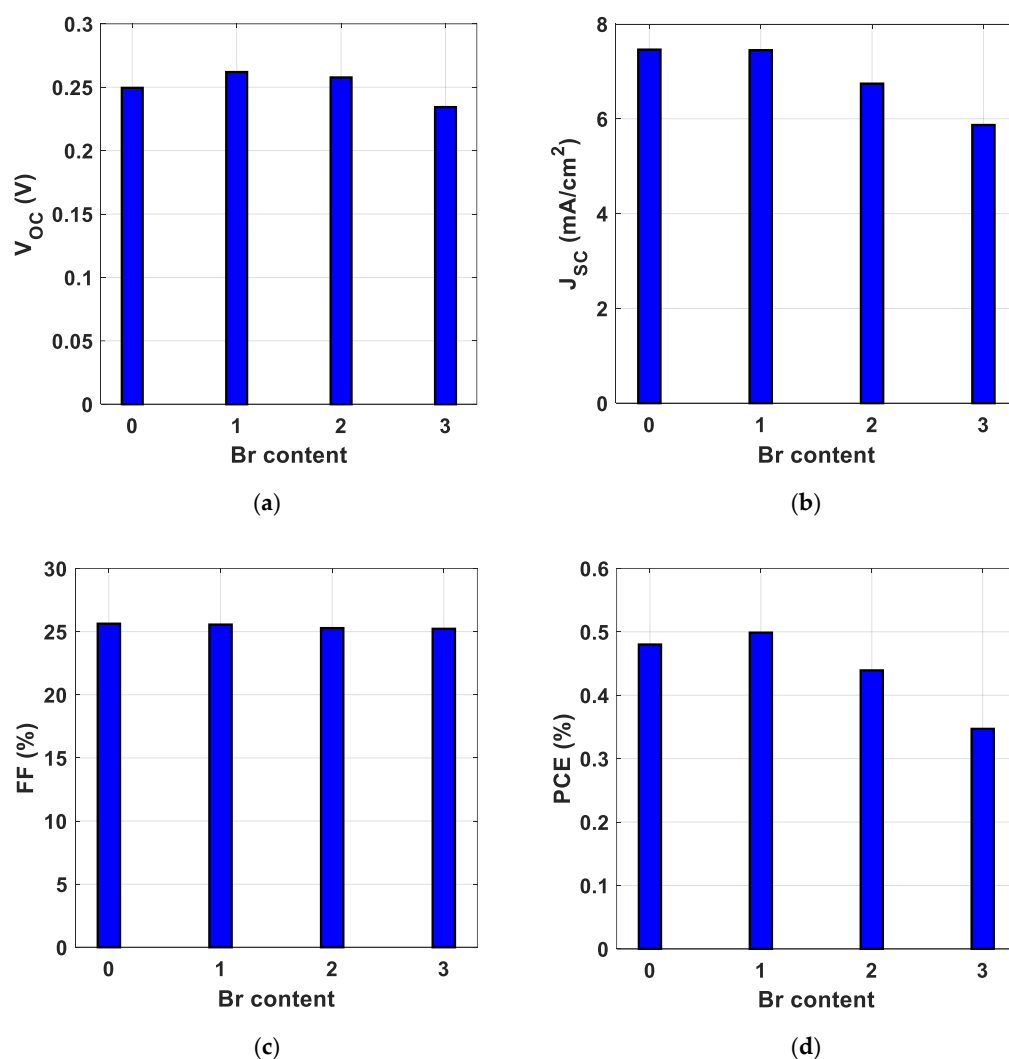 0.3
0.25
0.2
0.15
0.1
0.05
0
V_OC (V)
0 1 2 3
Br content
(a)
8
6
4
2
0
J_SC (mA/cm²)
0 1 2 3
Br content
(b)
30
25
20
15
10
5
0
FF (%)
0 1 2 3
Br content
(c)
0.6
0.5
0.4
0.3
0.2
0.1
0
PCE (%)
0 1 2 3
Br content
(d)